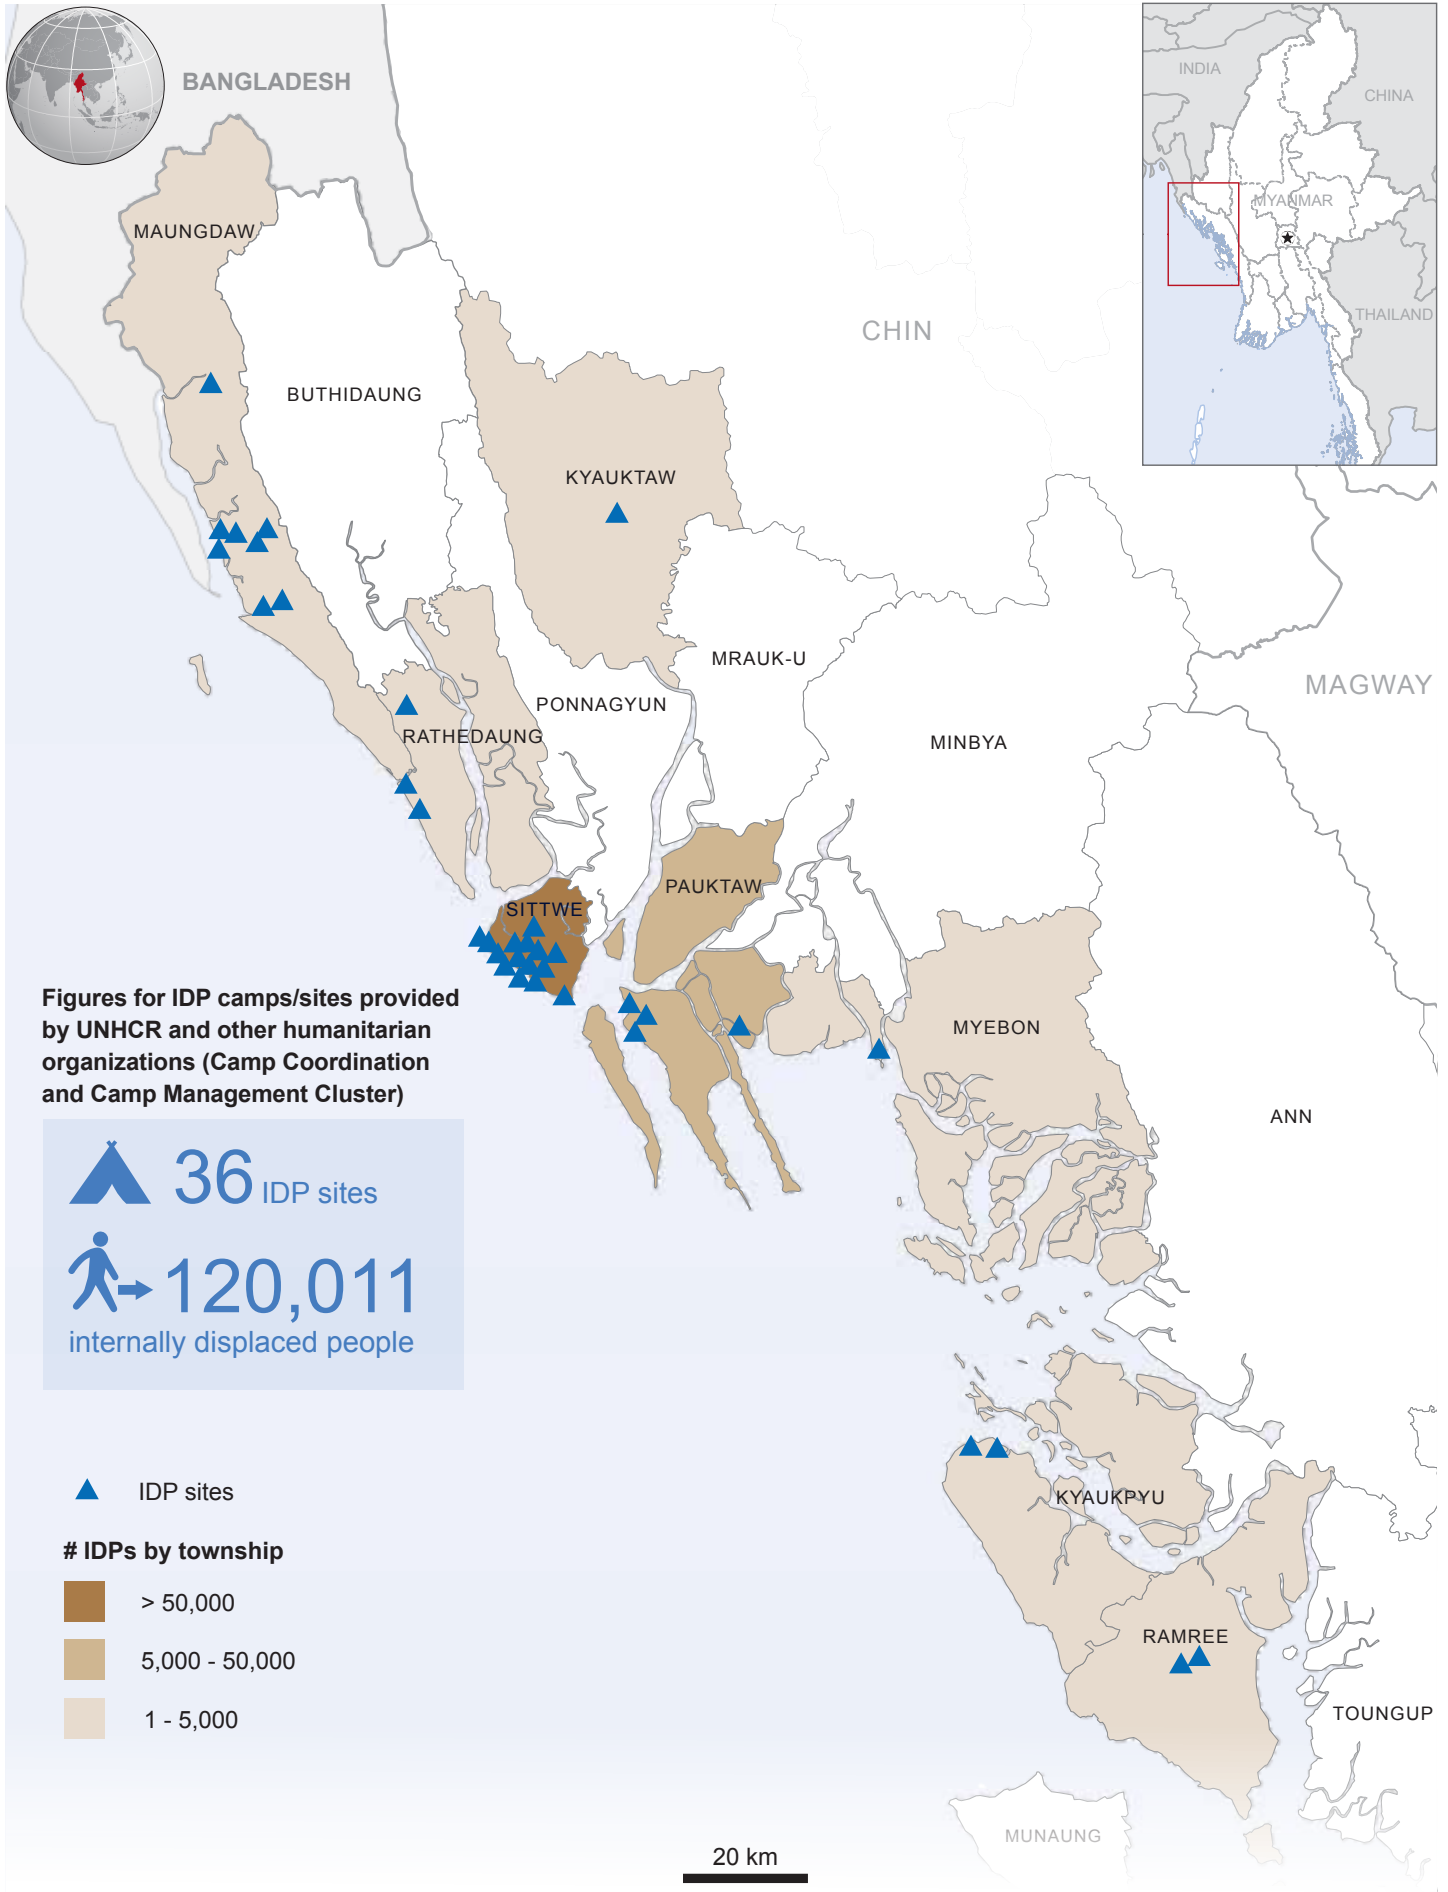 BANGLADESH
INDIA
CHINA
MYANMAR
THAILAND
MAUNGDAW
CHIN
BUTHIDAUNG
KYAUKTAW
MRAUK-U
MAGWAY
PONNAGYUN
RATHEDAUNG
MINBYA
PAUKTAW
SITTWE
MYEBON
ANN
Figures for IDP camps/sites provided
by UNHCR and other humanitarian
organizations (Camp Coordination
and Camp Management Cluster)
36 IDP sites
120,011
internally displaced people
IDP sites
# IDPs by township
> 50,000
5,000 - 50,000
1 - 5,000
KYAUKPYU
RAMREE
TOUNGUP
MUNAUNG
20 km